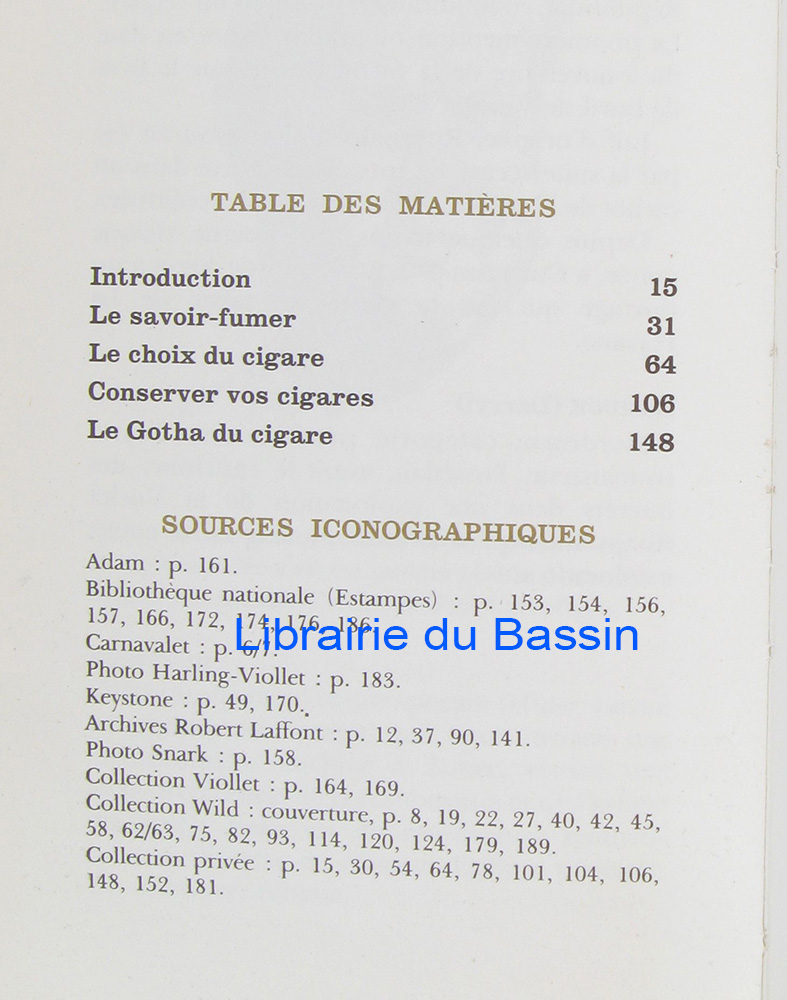 TABLE DES MATIÈRES
Introduction 15
Le savoir-fumer 31
Le choix du cigare 64
Conserver vos cigares 106
Le Gotha du cigare 148
SOURCES ICONOGRAPHIQUES
Adam : p. 161.
Bibliothèque nationale (Estampes) : p. 153, 154, 156,
157, 166, 172, 174, 176, 186.
Librairie du Bassin
Carnavalet : p. 6/7.
Photo Harling-Viollet : p. 183.
Keystone : p. 49, 170.
Archives Robert Laffont : p. 12, 37, 90, 141.
Photo Snark : p. 158.
Collection Viollet : p. 164, 169.
Collection Wild : couverture, p. 8, 19, 22, 27, 40, 42, 45,
58, 62/63, 75, 82, 93, 114, 120, 124, 179, 189.
Collection privée : p. 15, 30, 54, 64, 78, 101, 104, 106,
148, 152, 181.